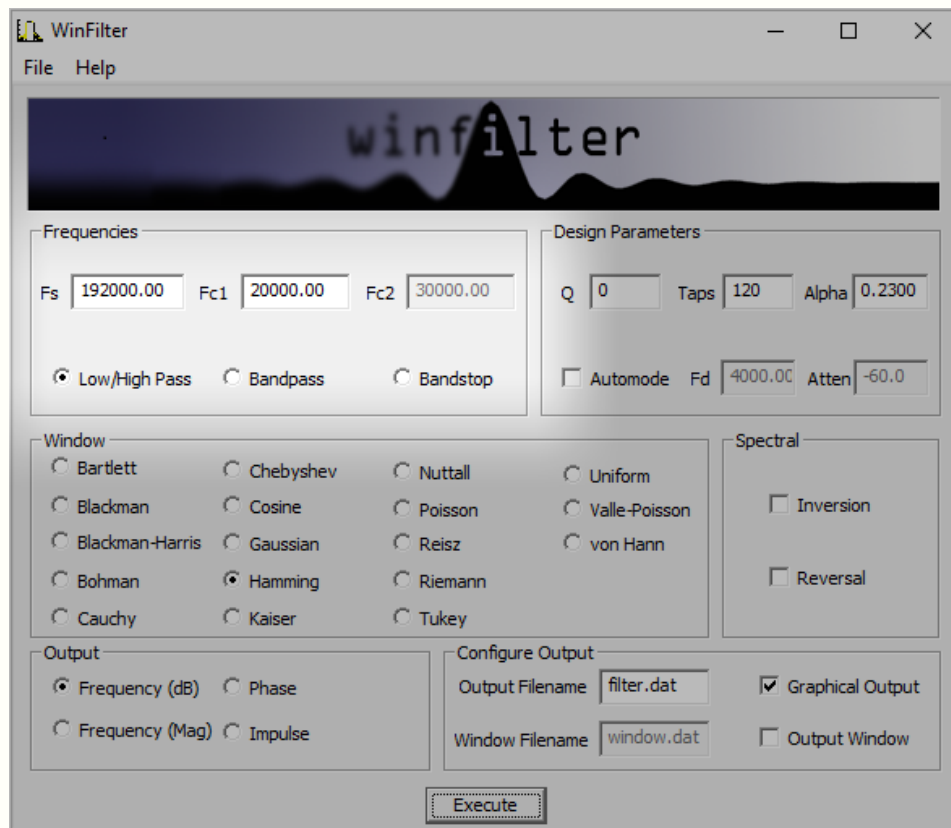 WinFilter
File Help
winfilter
Frequencies
Fs 192000.00 Fc1 20000.00 Fc2 30000.00
Low/High Pass Bandpass Bandstop
Design Parameters
Q 0 Taps 120 Alpha 0.2300
Automode Fd 4000.00 Atten -60.0
Window
Bartlett Chebyshev Nuttall Uniform
Blackman Cosine Poisson Valle-Poisson
Blackman-Harris Gaussian Reisz von Hann
Bohman Hamming Riemann
Cauchy Kaiser Tukey
Spectral
Inversion
Reversal
Output
Frequency (dB) Phase
Frequency (Mag) Impulse
Configure Output
Output Filename filter.dat Graphical Output
Window Filename window.dat Output Window
Execute